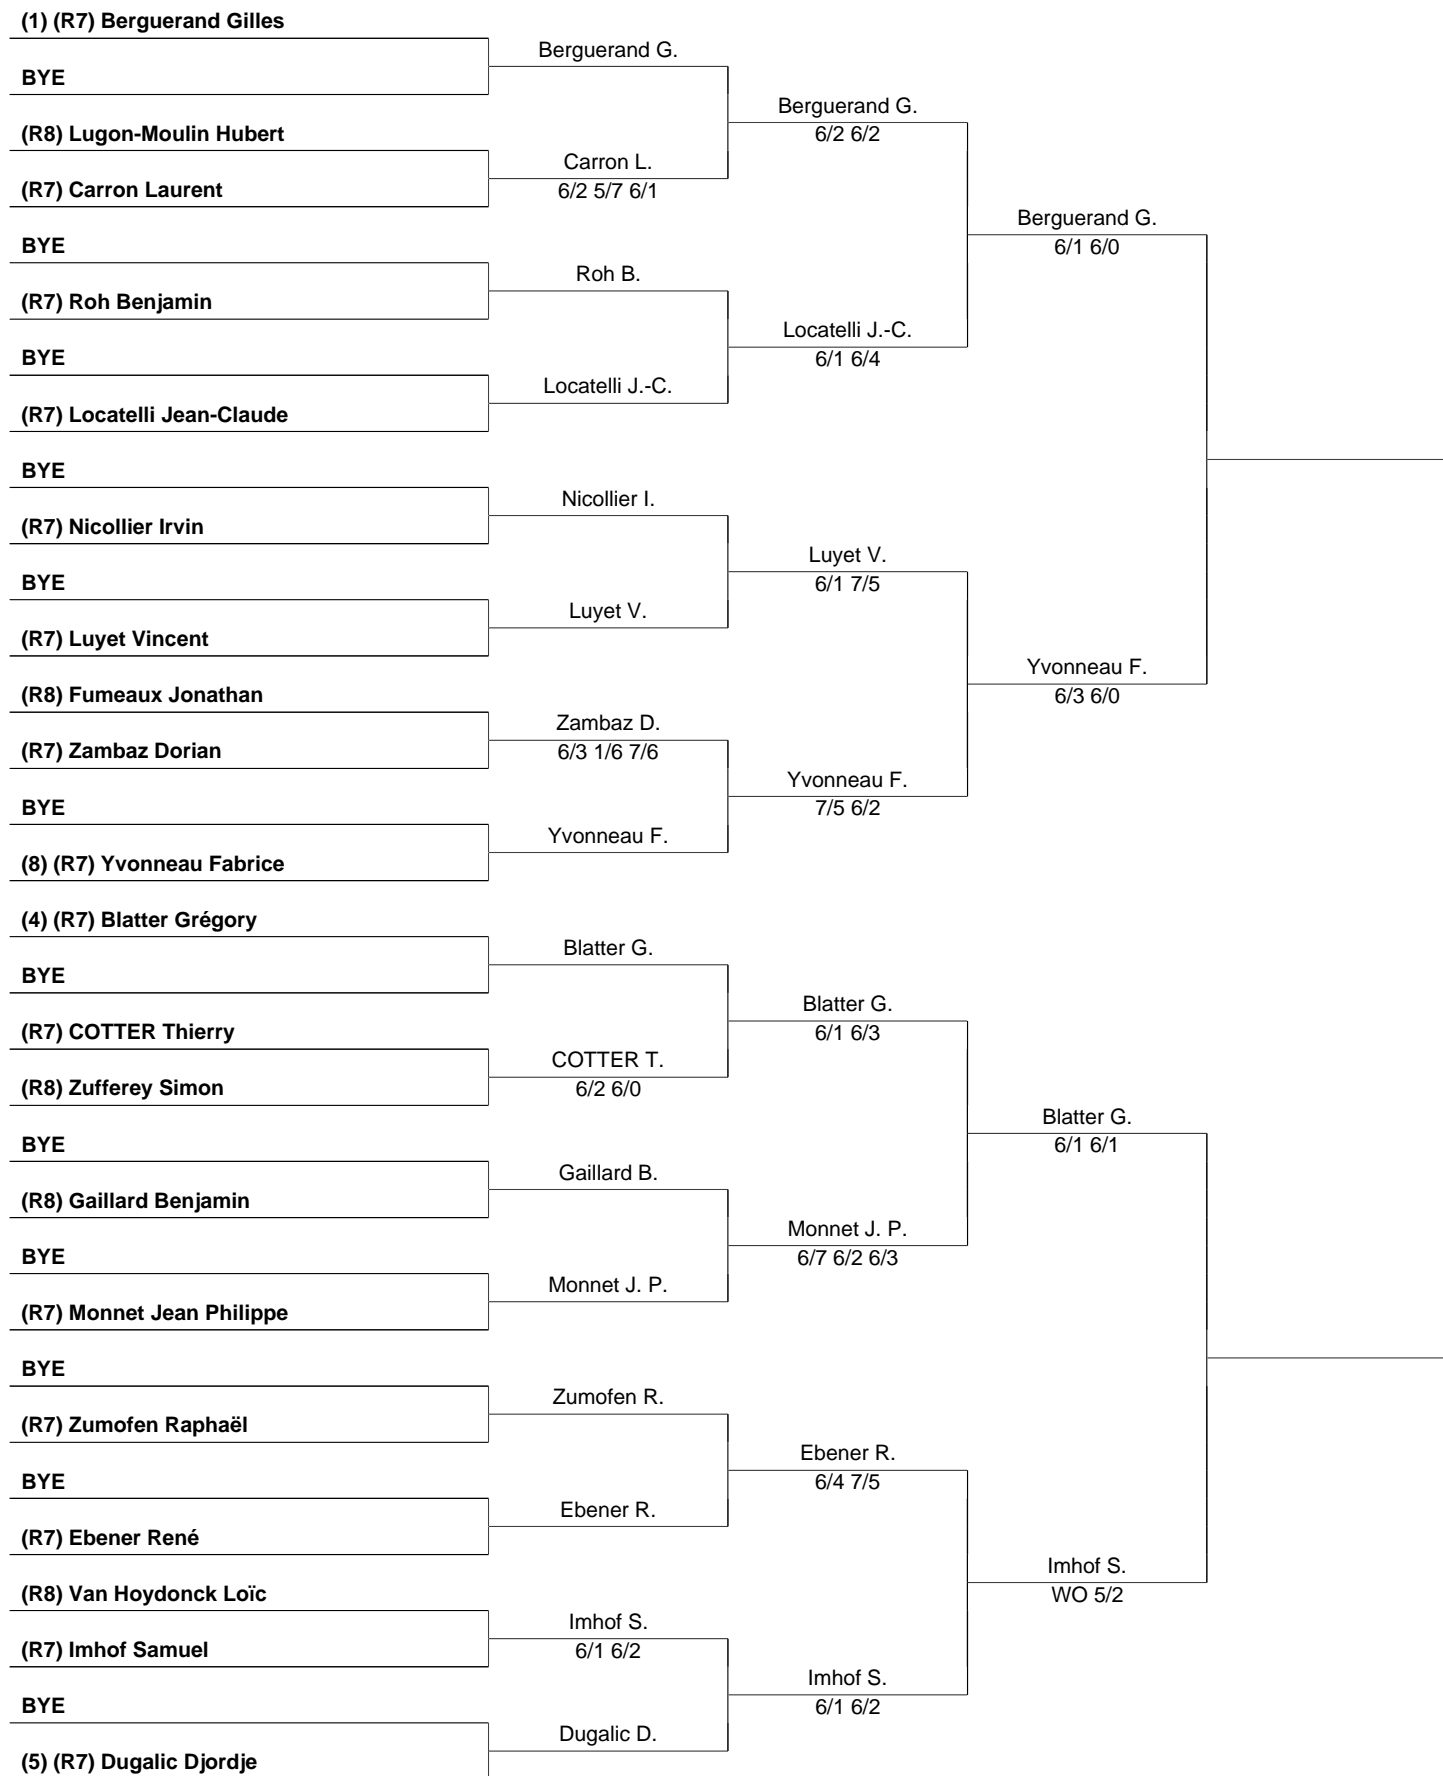 (1) (R7) Berguerand Gilles
Berguerand G.
BYE
Berguerand G.
6/2 6/2
(R8) Lugon-Moulin Hubert
Carron L.
6/2 5/7 6/1
(R7) Carron Laurent
Berguerand G.
6/1 6/0
BYE
Roh B.
(R7) Roh Benjamin
Locatelli J.-C.
6/1 6/4
BYE
Locatelli J.-C.
(R7) Locatelli Jean-Claude
BYE
Nicollier I.
(R7) Nicollier Irvin
Luyet V.
6/1 7/5
BYE
Luyet V.
(R7) Luyet Vincent
Yvonneau F.
6/3 6/0
(R8) Fumeaux Jonathan
Zambaz D.
6/3 1/6 7/6
(R7) Zambaz Dorian
Yvonneau F.
7/5 6/2
BYE
Yvonneau F.
(8) (R7) Yvonneau Fabrice
(4) (R7) Blatter Grégory
Blatter G.
BYE
Blatter G.
6/1 6/3
(R7) COTTER Thierry
COTTER T.
6/2 6/0
(R8) Zufferey Simon
Blatter G.
6/1 6/1
BYE
Gaillard B.
(R8) Gaillard Benjamin
Monnet J. P.
6/7 6/2 6/3
BYE
Monnet J. P.
(R7) Monnet Jean Philippe
BYE
Zumofen R.
(R7) Zumofen Raphaël
Ebener R.
6/4 7/5
BYE
Ebener R.
(R7) Ebener René
Imhof S.
WO 5/2
(R8) Van Hoydonck Loïc
Imhof S.
6/1 6/2
(R7) Imhof Samuel
Imhof S.
6/1 6/2
BYE
Dugalic D.
(5) (R7) Dugalic Djordje